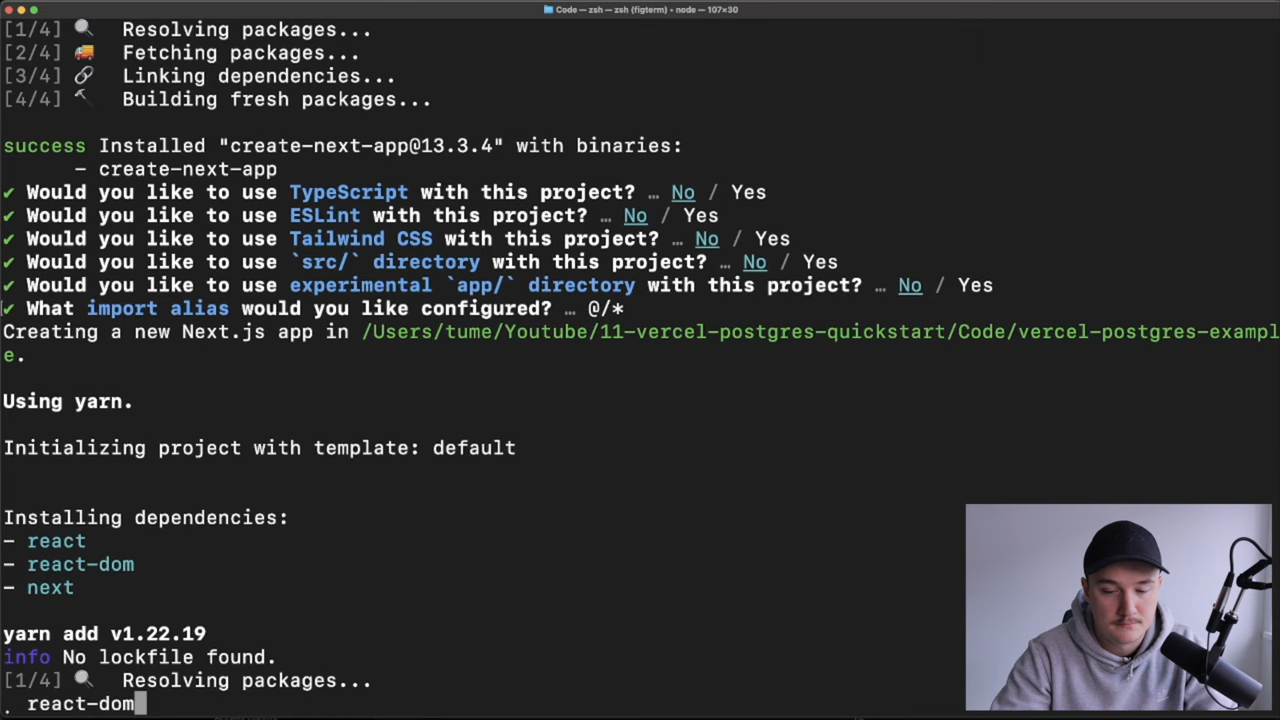 Code — zsh — zsh (figterm) • node — 107×30
[1/4] 🔍 Resolving packages...
[2/4] 🚚 Fetching packages...
[3/4] 🔗 Linking dependencies...
[4/4] 🔨 Building fresh packages...
success Installed "create-next-app@13.3.4" with binaries:
- create-next-app
✔ Would you like to use TypeScript with this project? … No / Yes
✔ Would you like to use ESLint with this project? … No / Yes
✔ Would you like to use Tailwind CSS with this project? … No / Yes
✔ Would you like to use `src/` directory with this project? … No / Yes
✔ Would you like to use experimental `app/` directory with this project? … No / Yes
✔ What import alias would you like configured? … @/*
Creating a new Next.js app in /Users/tume/Youtube/11-vercel-postgres-quickstart/Code/vercel-postgres-exampl
e.
Using yarn.
Initializing project with template: default
Installing dependencies:
- react
- react-dom
- next
yarn add v1.22.19
info No lockfile found.
[1/4] 🔍 Resolving packages...
. react-dom